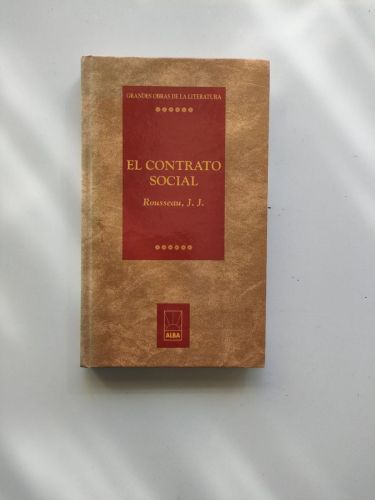 GRANDES OBRAS DE LA LITERATURA
EL CONTRATO
SOCIAL
Rousseau, J. J.
ALBA